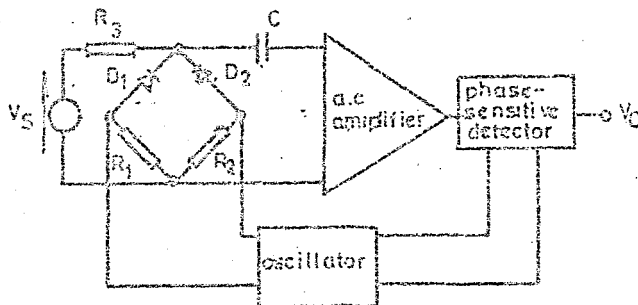 R3
C
D1
D2
VS
a.c
amplifier
phase-
sensitive
detector
VO
R1
R2
oscillator